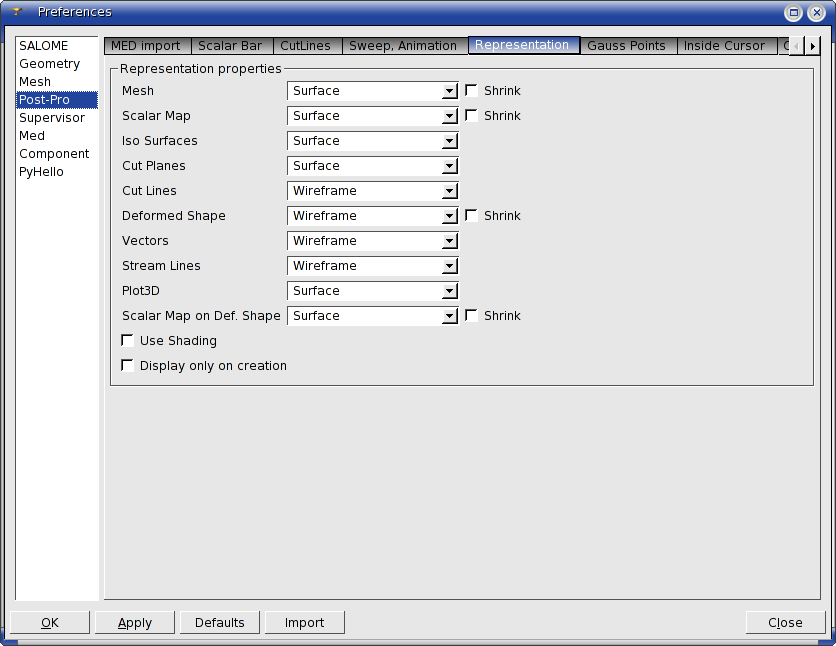 Preferences
SALOME
Geometry
Mesh
Post-Pro
Supervisor
Med
Component
PyHello
MED import Scalar Bar CutLines Sweep, Animation Representation Gauss Points Inside Cursor
Representation properties
Mesh Surface Shrink
Scalar Map Surface Shrink
Iso Surfaces Surface
Cut Planes Surface
Cut Lines Wireframe
Deformed Shape Wireframe Shrink
Vectors Wireframe
Stream Lines Wireframe
Plot3D Surface
Scalar Map on Def. Shape Surface Shrink
Use Shading
Display only on creation
OK Apply Defaults Import Close